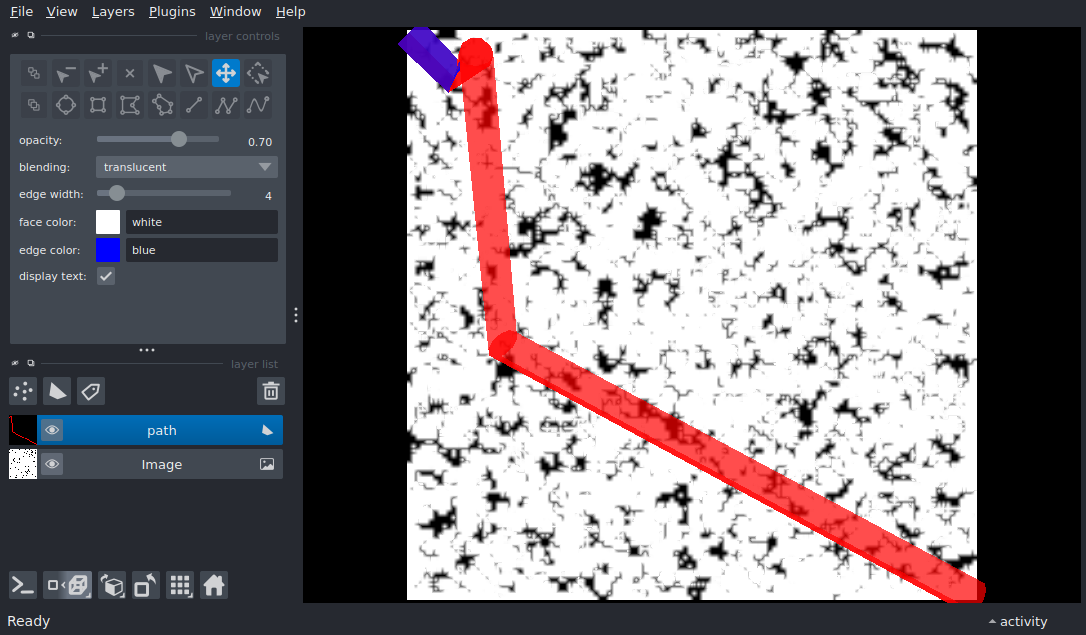 File View Layers Plugins Window Help
layer controls
opacity: 0.70
blending: translucent
edge width: 4
face color: white
edge color: blue
display text:
layer list
path
Image
Ready
activity